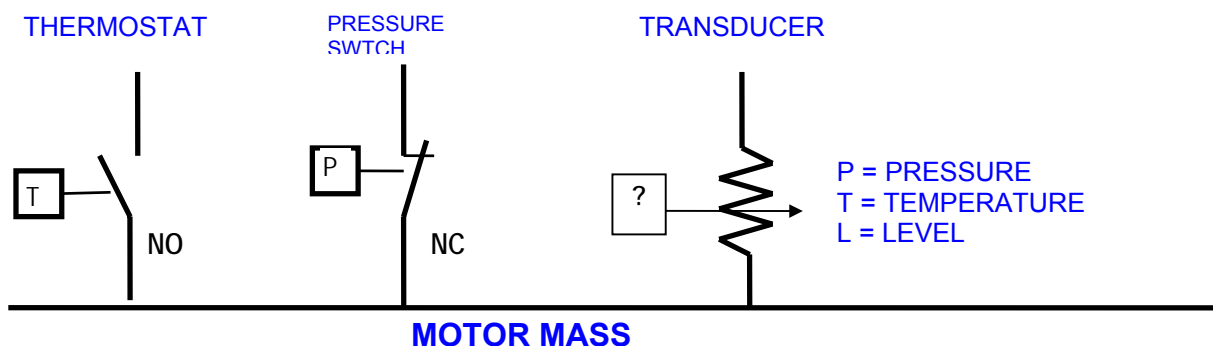 THERMOSTAT
PRESSURE
SWTCH
TRANSDUCER
T
NO
P
NC
?
P = PRESSURE
T = TEMPERATURE
L = LEVEL
MOTOR MASS